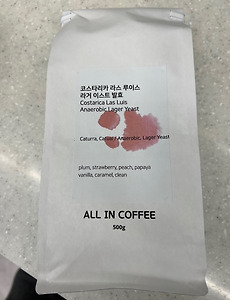 코스타리카 라스 루이스
라거 이스트 발효
Costarica Las Luis
Anaerobic Lager Yeast
Caturra, Catuai / Anaerobic, Lager Yeast
plum, strawberry, peach, papaya
vanilla, caramel, clean
ALL IN COFFEE
500g